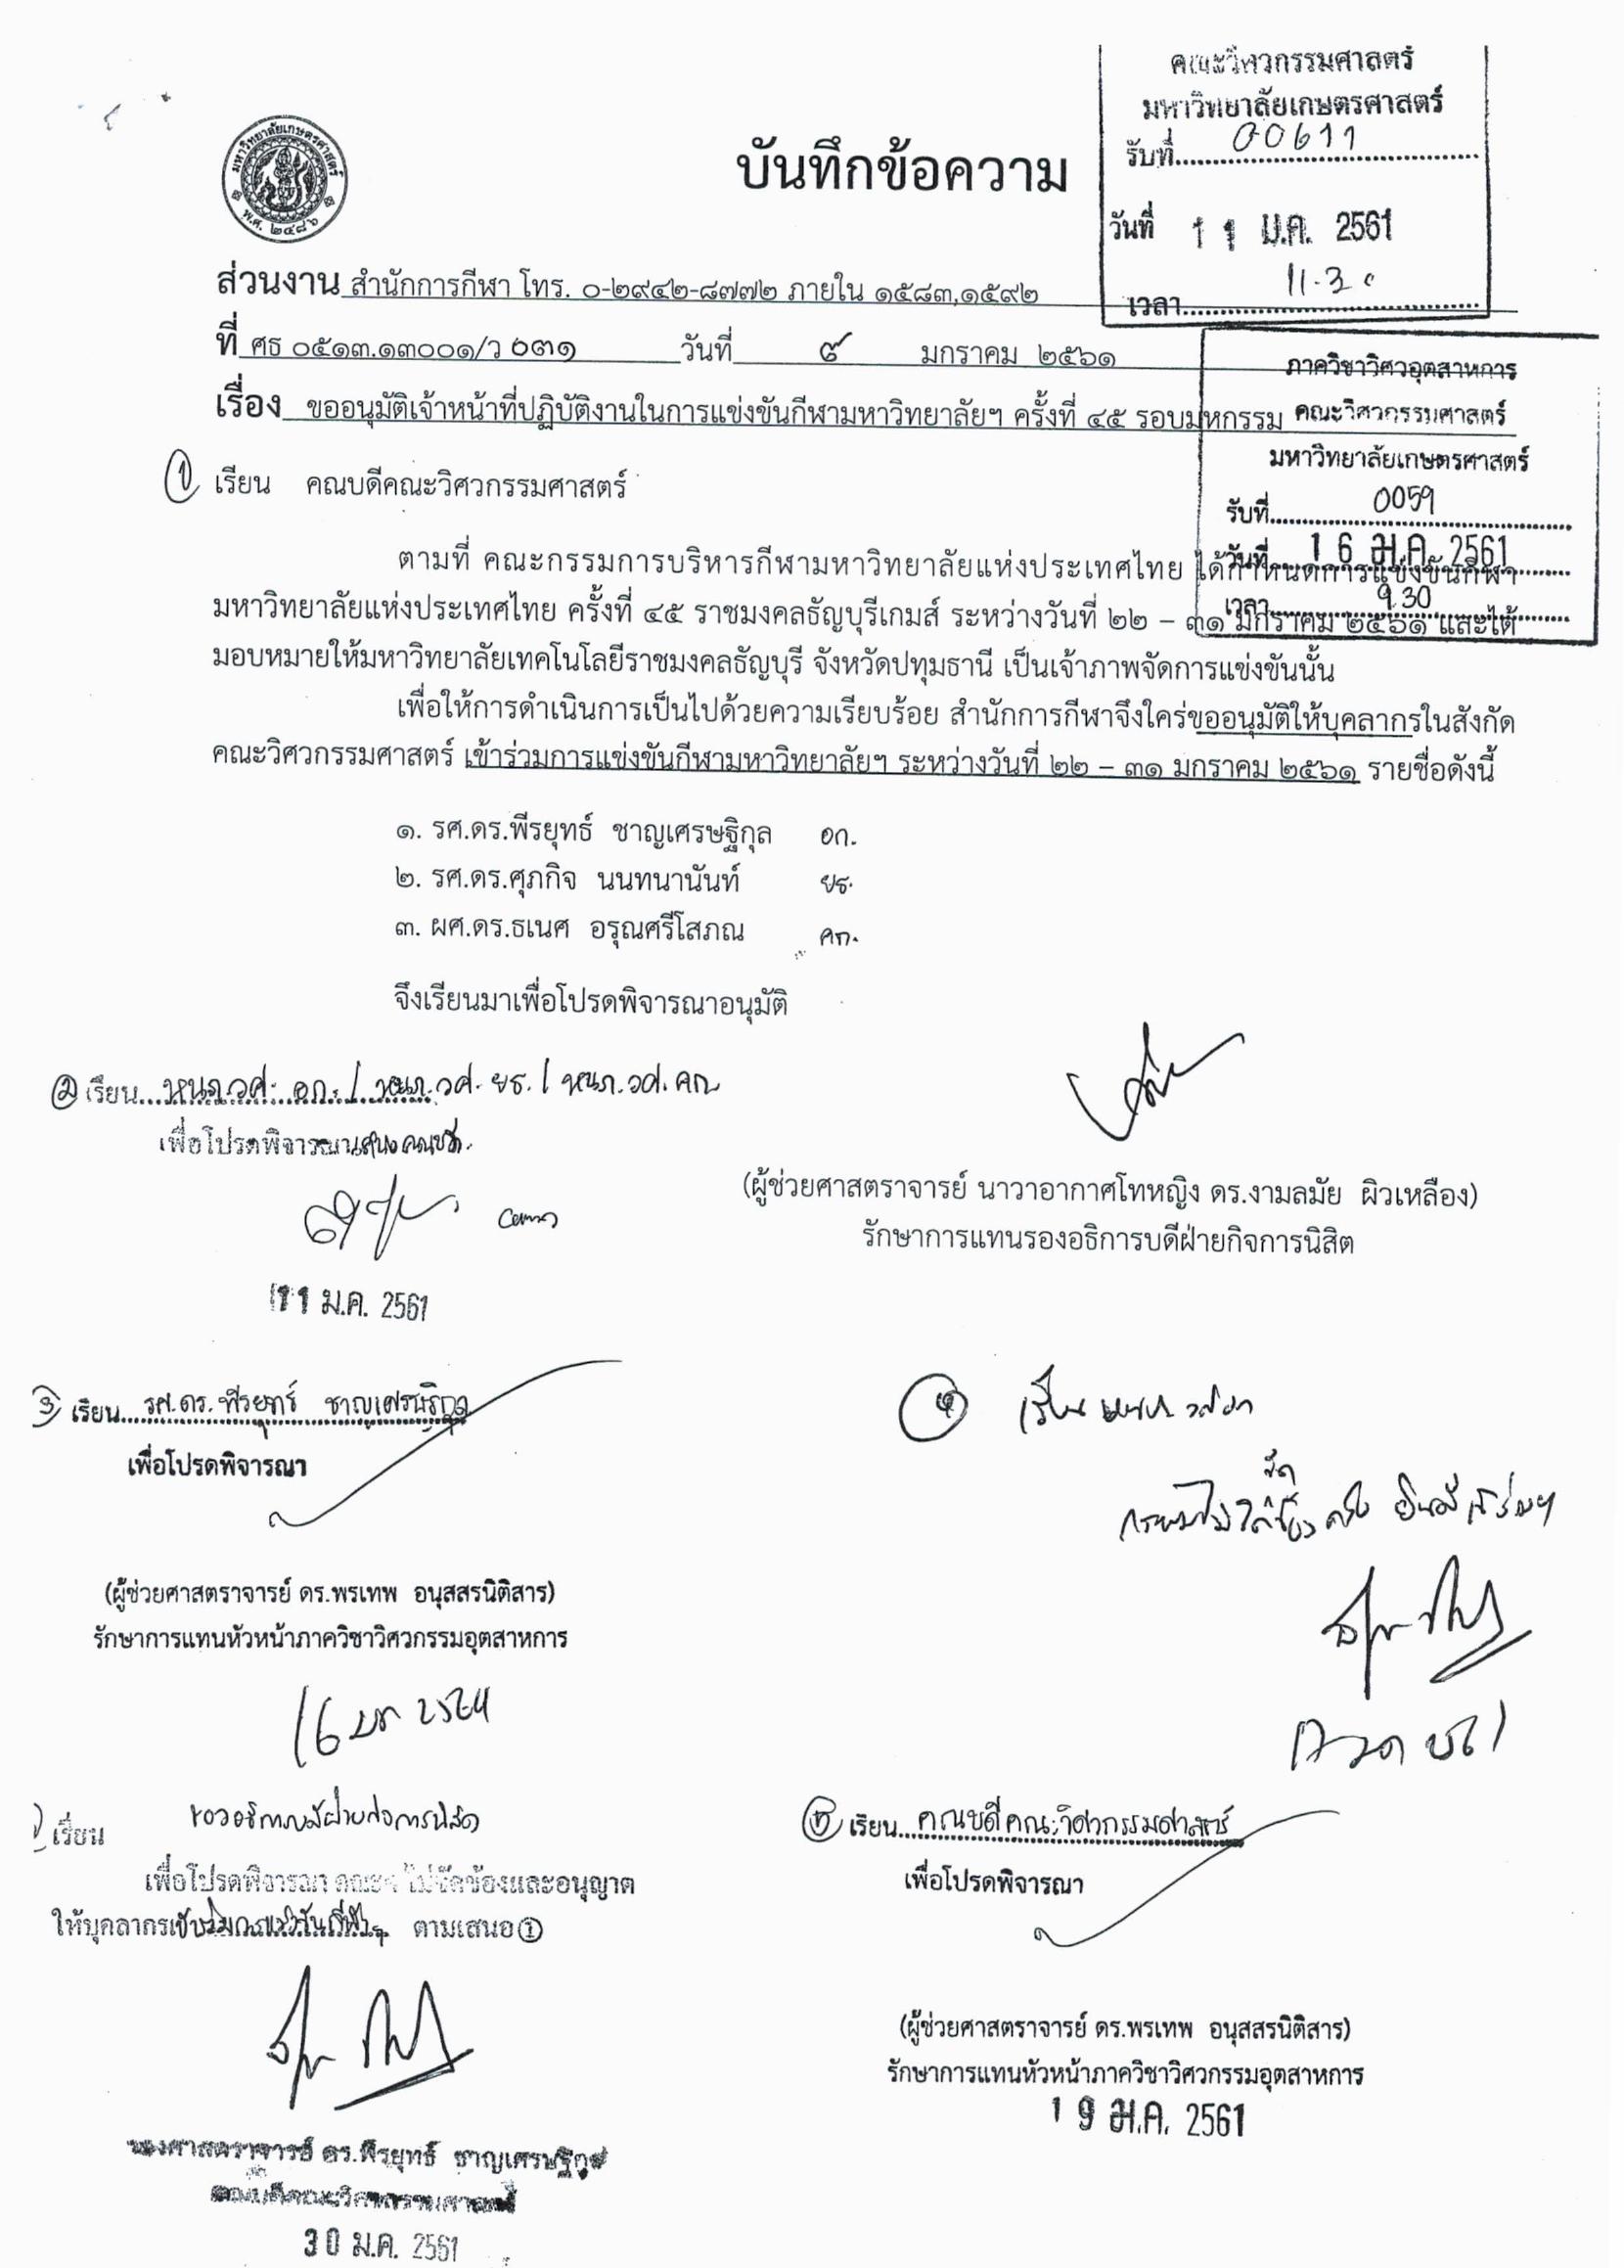 คณะวิศวกรรมศาสตร์
มหาวิทยาลัยเกษตรศาสตร์
รับที่ 00611
วันที่ 11 ม.ค. 2561
เวลา 11.30
มหาวิทยาลัยเกษตรศาสตร์
พ.ศ. ๒๔๘๖
บันทึกข้อความ
ส่วนงาน สำนักการกีฬา โทร. ๐-๒๙๔๒-๘๗๗๒ ภายใน ๑๕๘๓,๑๕๙๒
ที่ ศธ ๐๕๑๓.๑๓๐๐๑/ว ๐๓๑ วันที่ ๙ มกราคม ๒๕๖๑
เรื่อง ขออนุมัติเจ้าหน้าที่ปฏิบัติงานในการแข่งขันกีฬามหาวิทยาลัยฯ ครั้งที่ ๔๕ รอบมหกรรม
ภาควิชาวิศวอุตสาหการ
คณะวิศวกรรมศาสตร์
มหาวิทยาลัยเกษตรศาสตร์
รับที่ 0059
วันที่ 16 ม.ค. 2561
เวลา 9.30
① เรียน คณบดีคณะวิศวกรรมศาสตร์
ตามที่ คณะกรรมการบริหารกีฬามหาวิทยาลัยแห่งประเทศไทย ได้กำหนดการแข่งขันกีฬา
มหาวิทยาลัยแห่งประเทศไทย ครั้งที่ ๔๕ ราชมงคลธัญบุรีเกมส์ ระหว่างวันที่ ๒๒ – ๓๑ มกราคม ๒๕๖๑ และได้
มอบหมายให้มหาวิทยาลัยเทคโนโลยีราชมงคลธัญบุรี จังหวัดปทุมธานี เป็นเจ้าภาพจัดการแข่งขันนั้น
เพื่อให้การดำเนินการเป็นไปด้วยความเรียบร้อย สำนักการกีฬาจึงใคร่ขออนุมัติให้บุคลากรในสังกัด
คณะวิศวกรรมศาสตร์ เข้าร่วมการแข่งขันกีฬามหาวิทยาลัยฯ ระหว่างวันที่ ๒๒ – ๓๑ มกราคม ๒๕๖๑ รายชื่อดังนี้
๑. รศ.ดร.พีรยุทธ์ ชาญเศรษฐิกุล อก.
๒. รศ.ดร.ศุภกิจ นนทนานันท์ ยธ.
๓. ผศ.ดร.ธเนศ อรุณศรีโสภณ คก.
จึงเรียนมาเพื่อโปรดพิจารณาอนุมัติ
② เรียน หนภ.วศ. อก. / หนภ.วศ. ยธ. / หนภ.วศ. คก
เพื่อโปรดพิจารณาเสนอคณบดี
11 ม.ค. 2561
(ผู้ช่วยศาสตราจารย์ นาวาอากาศโทหญิง ดร.งามลมัย ผิวเหลือง)
รักษาการแทนรองอธิการบดีฝ่ายกิจการนิสิต
③ เรียน รศ.ดร. พีรยุทธ์ ชาญเศรษฐิกุล
เพื่อโปรดพิจารณา
(ผู้ช่วยศาสตราจารย์ ดร.พรเทพ อนุสสรนิติสาร)
รักษาการแทนหัวหน้าภาควิชาวิศวกรรมอุตสาหการ
④ เรียน
เรียน รองอธิการบดีฝ่ายกิจการนิสิต
เพื่อโปรดพิจารณา คณะฯ ไม่ขัดข้องและอนุญาต
ให้บุคลากรเข้าร่วมการแข่งขันกีฬาฯ ตามเสนอ ①
รองศาสตราจารย์ ดร.พีรยุทธ์ ชาญเศรษฐิกุล
คณบดีคณะวิศวกรรมศาสตร์
30 ม.ค. 2561
⑤ เรียน คณบดีคณะวิศวกรรมศาสตร์
เพื่อโปรดพิจารณา
(ผู้ช่วยศาสตราจารย์ ดร.พรเทพ อนุสสรนิติสาร)
รักษาการแทนหัวหน้าภาควิชาวิศวกรรมอุตสาหการ
19 ม.ค. 2561